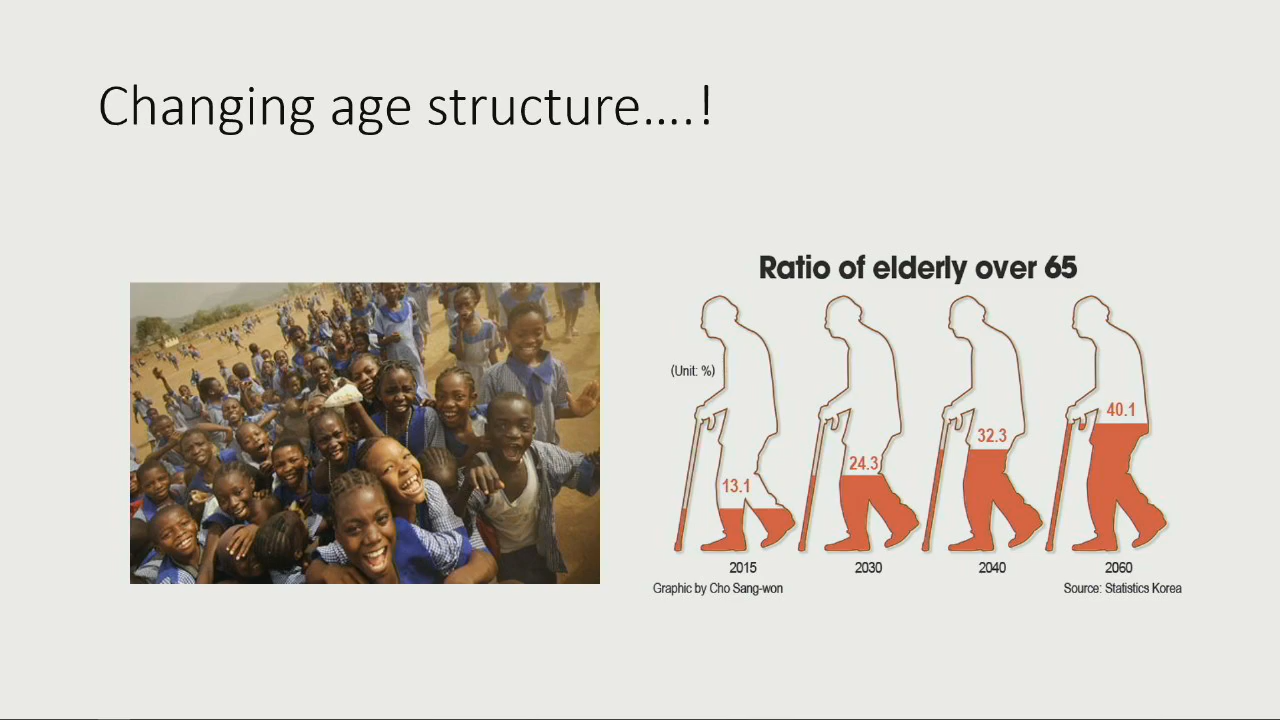 Changing age structure....!
Ratio of elderly over 65
(Unit: %)
13.1
24.3
32.3
40.1
2015
2030
2040
2060
Graphic by Cho Sang-won
Source: Statistics Korea